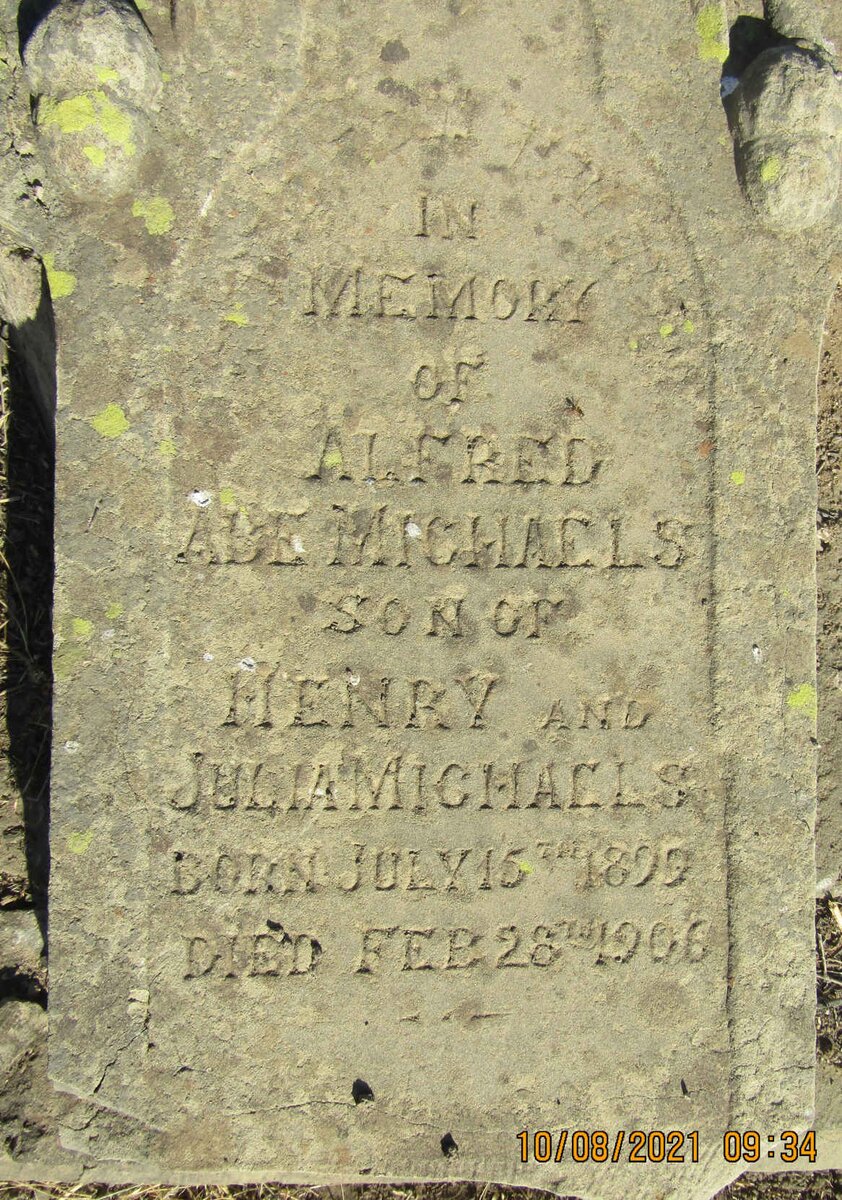 IN
MEMORY
OF
ALFRED
ABE MICHAELS
SON OF
HENRY AND
JULIA MICHAELS
BORN JULY 15TH 1899
DIED FEB 28TH 1906
10/08/2021 09:34